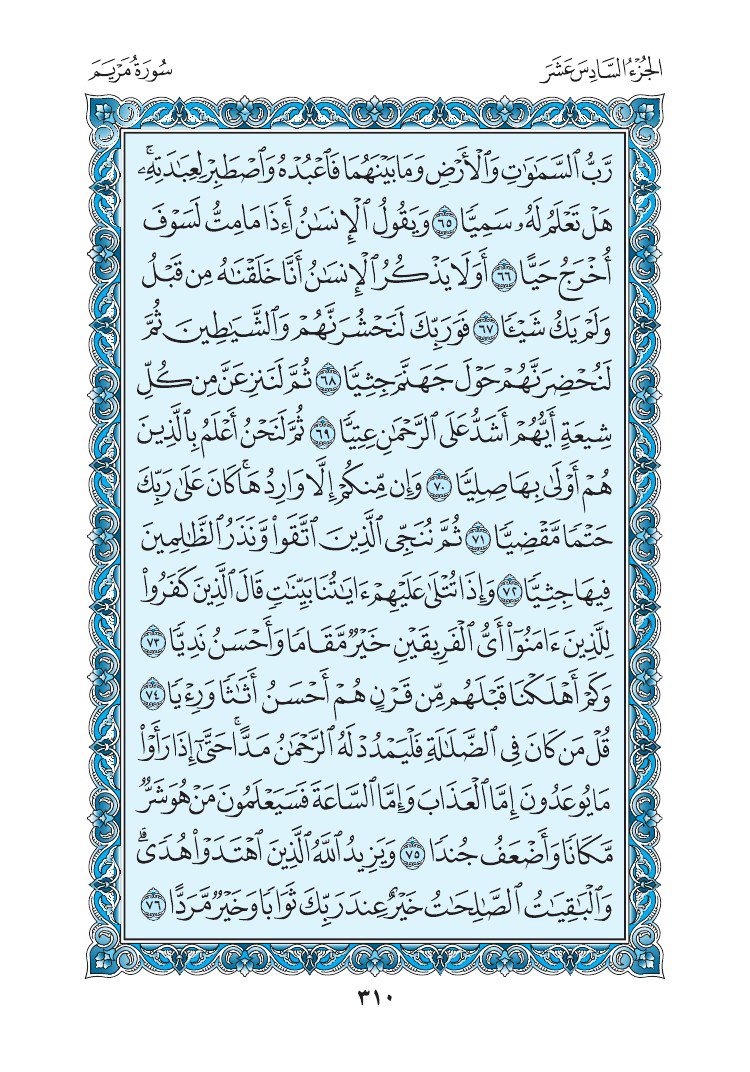 الجُزْءُ السَّادِسَ عَشَرَ
سُورَةُ مَرْيَمَ
رَّبُّ ٱلسَّمَٰوَٰتِ وَٱلْأَرْضِ وَمَا بَيْنَهُمَا فَٱعْبُدْهُ وَٱصْطَبِرْ لِعِبَٰدَتِهِۦۚ
هَلْ تَعْلَمُ لَهُۥ سَمِيًّا ٦٥ وَيَقُولُ ٱلْإِنسَٰنُ أَءِذَا مَا مِتُّ لَسَوْفَ
أُخْرَجُ حَيًّا ٦٦ أَوَلَا يَذْكُرُ ٱلْإِنسَٰنُ أَنَّا خَلَقْنَٰهُ مِن قَبْلُ
وَلَمْ يَكُ شَيْـًٔا ٦٧ فَوَرَبِّكَ لَنَحْشُرَنَّهُمْ وَٱلشَّيَٰطِينَ ثُمَّ
لَنُحْضِرَنَّهُمْ حَوْلَ جَهَنَّمَ جِثِيًّا ٦٨ ثُمَّ لَنَنزِعَنَّ مِن كُلِّ
شِيعَةٍ أَيُّهُمْ أَشَدُّ عَلَى ٱلرَّحْمَٰنِ عِتِيًّا ٦٩ ثُمَّ لَنَحْنُ أَعْلَمُ بِٱلَّذِينَ
هُمْ أَوْلَىٰ بِهَا صِلِيًّا ٧٠ وَإِن مِّنكُمْ إِلَّا وَارِدُهَاۚ كَانَ عَلَىٰ رَبِّكَ
حَتْمًا مَّقْضِيًّا ٧١ ثُمَّ نُنَجِّى ٱلَّذِينَ ٱتَّقَوا۟ وَّنَذَرُ ٱلظَّٰلِمِينَ
فِيهَا جِثِيًّا ٧٢ وَإِذَا تُتْلَىٰ عَلَيْهِمْ ءَايَٰتُنَا بَيِّنَٰتٍ قَالَ ٱلَّذِينَ كَفَرُوا۟
لِلَّذِينَ ءَامَنُوٓا۟ أَىُّ ٱلْفَرِيقَيْنِ خَيْرٌ مَّقَامًا وَأَحْسَنُ نَدِيًّا ٧٣
وَكَمْ أَهْلَكْنَا قَبْلَهُم مِّن قَرْنٍ هُمْ أَحْسَنُ أَثَٰثًا وَرِءْيًا ٧٤
قُلْ مَن كَانَ فِى ٱلضَّلَٰلَةِ فَلْيَمْدُدْ لَهُ ٱلرَّحْمَٰنُ مَدًّاۚ حَتَّىٰٓ إِذَا رَأَوْا۟
مَا يُوعَدُونَ إِمَّا ٱلْعَذَابَ وَإِمَّا ٱلسَّاعَةَ فَسَيَعْلَمُونَ مَنْ هُوَ شَرٌّ
مَّكَانًا وَأَضْعَفُ جُندًا ٧٥ وَيَزِيدُ ٱللَّهُ ٱلَّذِينَ ٱهْتَدَوْا۟ هُدًىۗ
وَٱلْبَٰقِيَٰتُ ٱلصَّٰلِحَٰتُ خَيْرٌ عِندَ رَبِّكَ ثَوَابًا وَخَيْرٌ مَّرَدًّا ٧٦
٣١٠